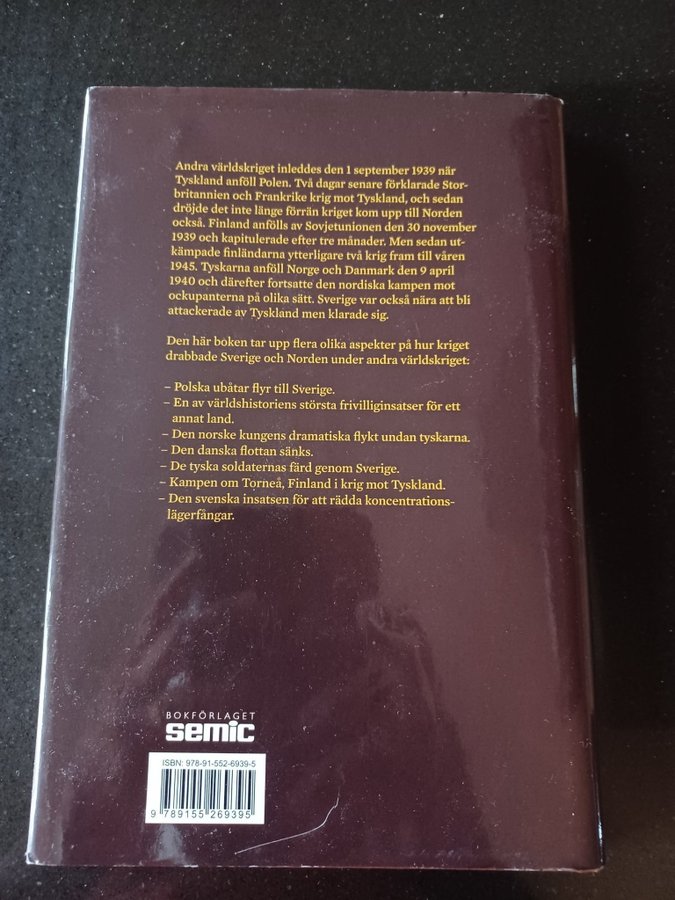 Andra världskriget inleddes den 1 september 1939 när
Tyskland anföll Polen. Två dagar senare förklarade Stor-
britannien och Frankrike krig mot Tyskland, och sedan
dröjde det inte länge förrän kriget kom upp till Norden
också. Finland anfölls av Sovjetunionen den 30 november
1939 och kapitulerade efter tre månader. Men sedan ut-
kämpade finländarna ytterligare två krig fram till våren
1945. Tyskarna anföll Norge och Danmark den 9 april
1940 och därefter fortsatte den nordiska kampen mot
ockupanterna på olika sätt. Sverige var också nära att bli
attackerade av Tyskland men klarade sig.
Den här boken tar upp flera olika aspekter på hur kriget
drabbade Sverige och Norden under andra världskriget:
– Polska ubåtar flyr till Sverige.
– En av världshistoriens största frivilliginsatser för ett
annat land.
– Den norske kungens dramatiska flykt undan tyskarna.
– Den danska flottan sänks.
– De tyska soldaternas färd genom Sverige.
– Kampen om Torneå, Finland i krig mot Tyskland.
– Den svenska insatsen för att rädda koncentrations-
lägerfångar.
BOKFÖRLAGET
semic
ISBN: 978-91-552-6939-5
9 789155 269395